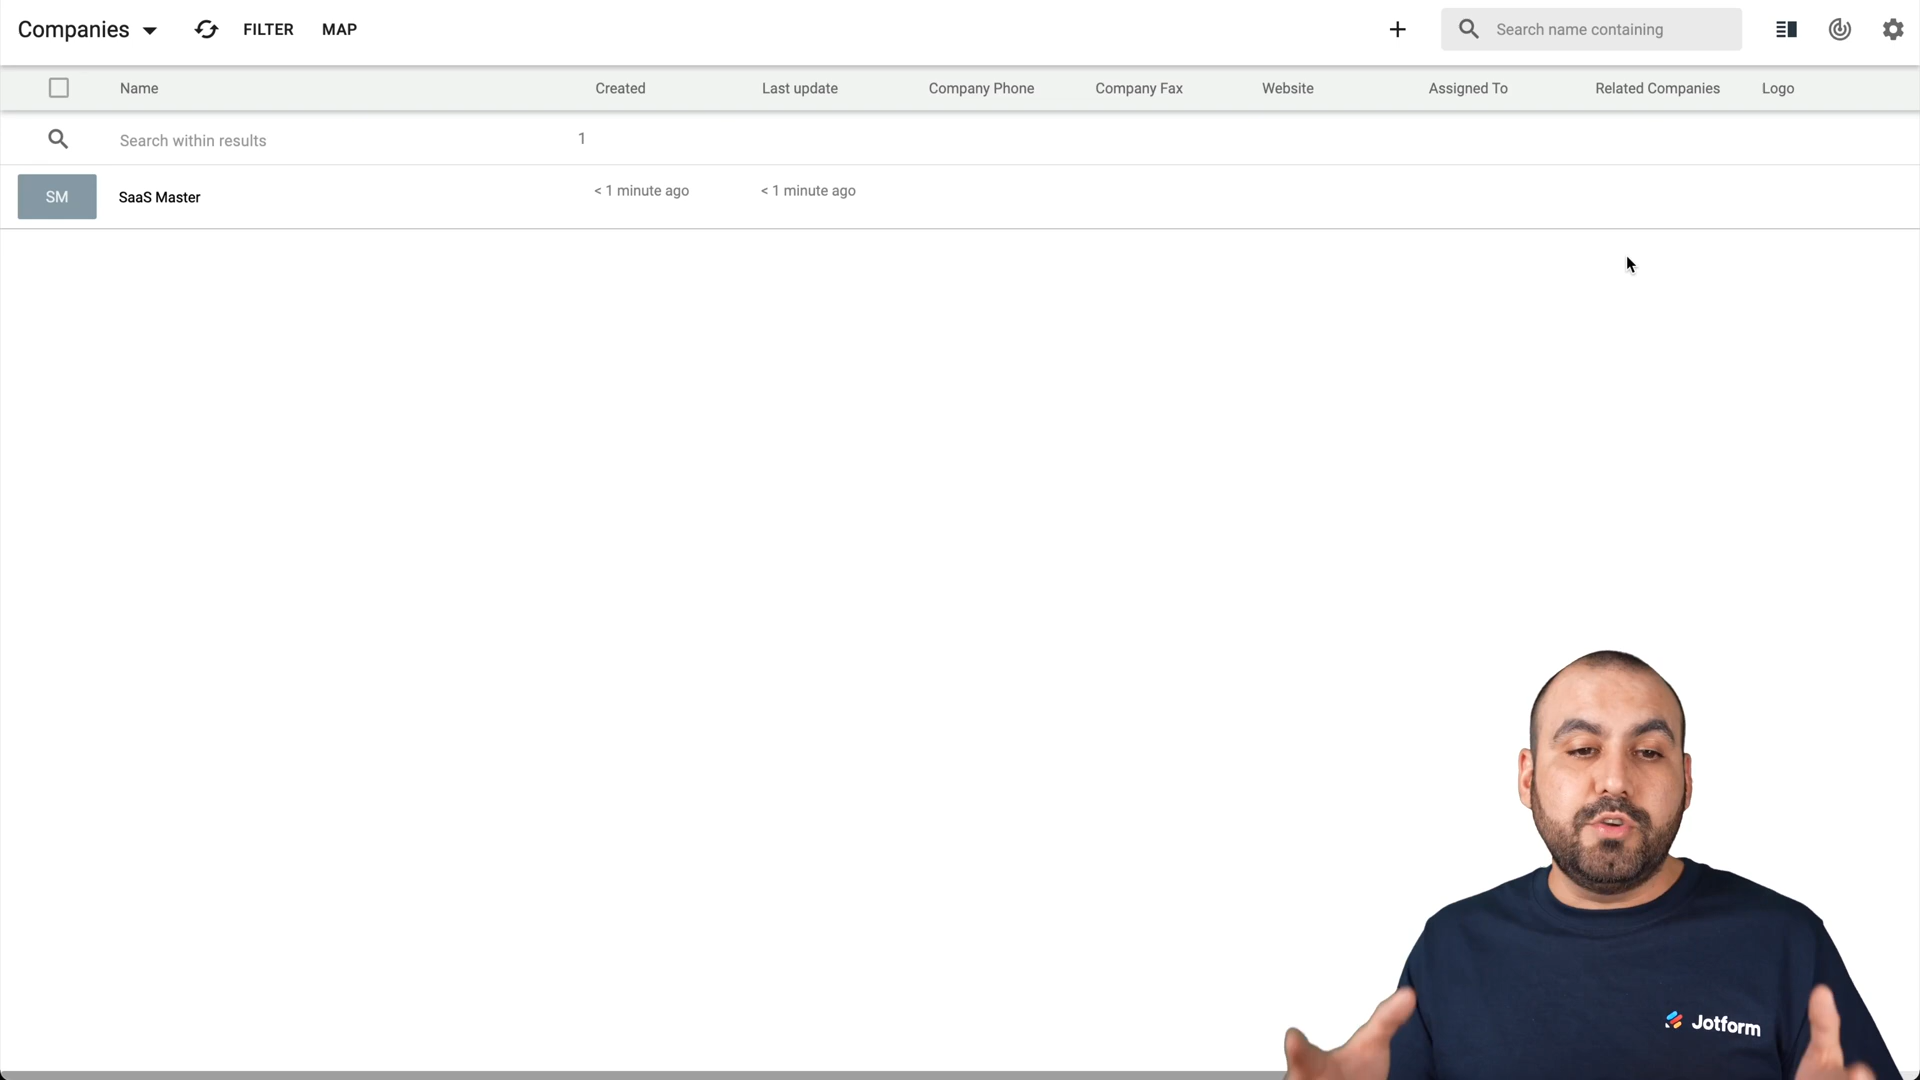 Companies FILTER MAP Search name containing
Name Created Last update Company Phone Company Fax Website Assigned To Related Companies Logo
Search within results 1
SM SaaS Master < 1 minute ago < 1 minute ago
Jotform